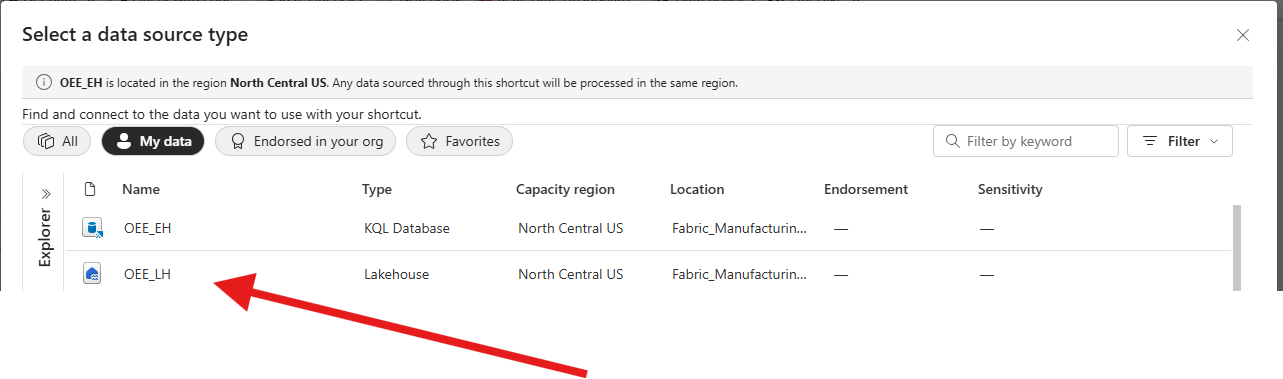 Select a data source type
OEE_EH is located in the region North Central US. Any data sourced through this shortcut will be processed in the same region.
Find and connect to the data you want to use with your shortcut.
All My data Endorsed in your org Favorites Filter by keyword Filter
Explorer
Name Type Capacity region Location Endorsement Sensitivity
OEE_EH KQL Database North Central US Fabric_Manufacturin... — —
OEE_LH Lakehouse North Central US Fabric_Manufacturin... — —